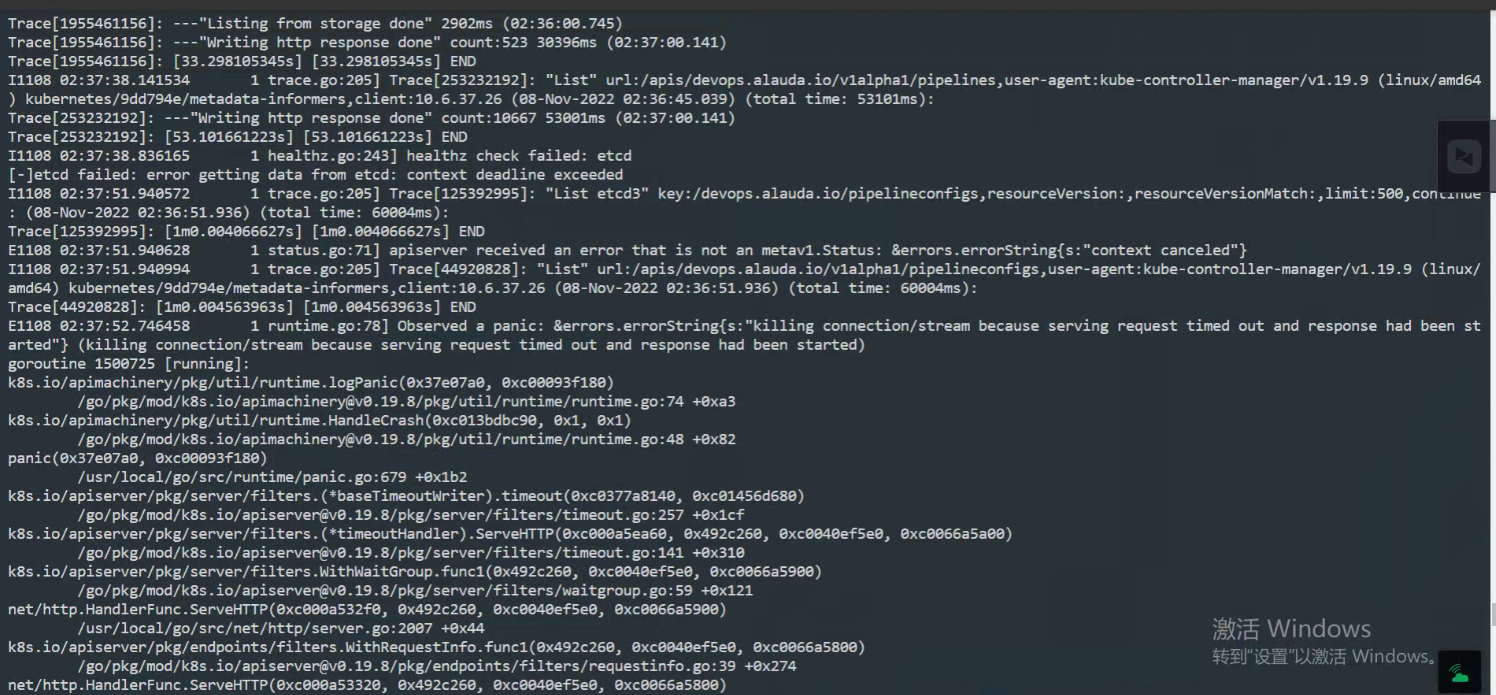 Trace[1955461156]: ---"Listing from storage done" 2902ms (02:36:00.745)
Trace[1955461156]: ---"Writing http response done" count:523 30396ms (02:37:00.141)
Trace[1955461156]: [33.298105345s] [33.298105345s] END
I1108 02:37:38.141534       1 trace.go:205] Trace[253232192]: "List" url:/apis/devops.alauda.io/v1alpha1/pipelines,user-agent:kube-controller-manager/v1.19.9 (linux/amd64
) kubernetes/9dd794e/metadata-informers,client:10.6.37.26 (08-Nov-2022 02:36:45.039) (total time: 53101ms):
Trace[253232192]: ---"Writing http response done" count:10667 53001ms (02:37:00.141)
Trace[253232192]: [53.101661223s] [53.101661223s] END
I1108 02:37:38.836165       1 healthz.go:243] healthz check failed: etcd
[-]etcd failed: error getting data from etcd: context deadline exceeded
I1108 02:37:51.940572       1 trace.go:205] Trace[125392995]: "List etcd3" key:/devops.alauda.io/pipelineconfigs,resourceVersion:,resourceVersionMatch:,limit:500,continue
: (08-Nov-2022 02:36:51.936) (total time: 60004ms):
Trace[125392995]: [1m0.004066627s] [1m0.004066627s] END
E1108 02:37:51.940628       1 status.go:71] apiserver received an error that is not an metav1.Status: &errors.errorString{s:"context canceled"}
I1108 02:37:51.940994       1 trace.go:205] Trace[44920828]: "List" url:/apis/devops.alauda.io/v1alpha1/pipelineconfigs,user-agent:kube-controller-manager/v1.19.9 (linux/
amd64) kubernetes/9dd794e/metadata-informers,client:10.6.37.26 (08-Nov-2022 02:36:51.936) (total time: 60004ms):
Trace[44920828]: [1m0.004563963s] [1m0.004563963s] END
E1108 02:37:52.746458       1 runtime.go:78] Observed a panic: &errors.errorString{s:"killing connection/stream because serving request timed out and response had been st
arted"} (killing connection/stream because serving request timed out and response had been started)
goroutine 1500725 [running]:
k8s.io/apimachinery/pkg/util/runtime.logPanic(0x37e07a0, 0xc00093f180)
        /go/pkg/mod/k8s.io/apimachinery@v0.19.8/pkg/util/runtime/runtime.go:74 +0xa3
k8s.io/apimachinery/pkg/util/runtime.HandleCrash(0xc013bdbc90, 0x1, 0x1)
        /go/pkg/mod/k8s.io/apimachinery@v0.19.8/pkg/util/runtime/runtime.go:48 +0x82
panic(0x37e07a0, 0xc00093f180)
        /usr/local/go/src/runtime/panic.go:679 +0x1b2
k8s.io/apiserver/pkg/server/filters.(*baseTimeoutWriter).timeout(0xc0377a8140, 0xc01456d680)
        /go/pkg/mod/k8s.io/apiserver@v0.19.8/pkg/server/filters/timeout.go:257 +0x1cf
k8s.io/apiserver/pkg/server/filters.(*timeoutHandler).ServeHTTP(0xc000a5ea60, 0x492c260, 0xc0040ef5e0, 0xc0066a5a00)
        /go/pkg/mod/k8s.io/apiserver@v0.19.8/pkg/server/filters/timeout.go:141 +0x310
k8s.io/apiserver/pkg/server/filters.WithWaitGroup.func1(0x492c260, 0xc0040ef5e0, 0xc0066a5900)
        /go/pkg/mod/k8s.io/apiserver@v0.19.8/pkg/server/filters/waitgroup.go:59 +0x121
net/http.HandlerFunc.ServeHTTP(0xc000a532f0, 0x492c260, 0xc0040ef5e0, 0xc0066a5900)
        /usr/local/go/src/net/http/server.go:2007 +0x44
k8s.io/apiserver/pkg/endpoints/filters.WithRequestInfo.func1(0x492c260, 0xc0040ef5e0, 0xc0066a5800)
        /go/pkg/mod/k8s.io/apiserver@v0.19.8/pkg/endpoints/filters/requestinfo.go:39 +0x274
net/http.HandlerFunc.ServeHTTP(0xc000a53320, 0x492c260, 0xc0040ef5e0, 0xc0066a5800)
激活 Windows
转到“设置”以激活 Windows。